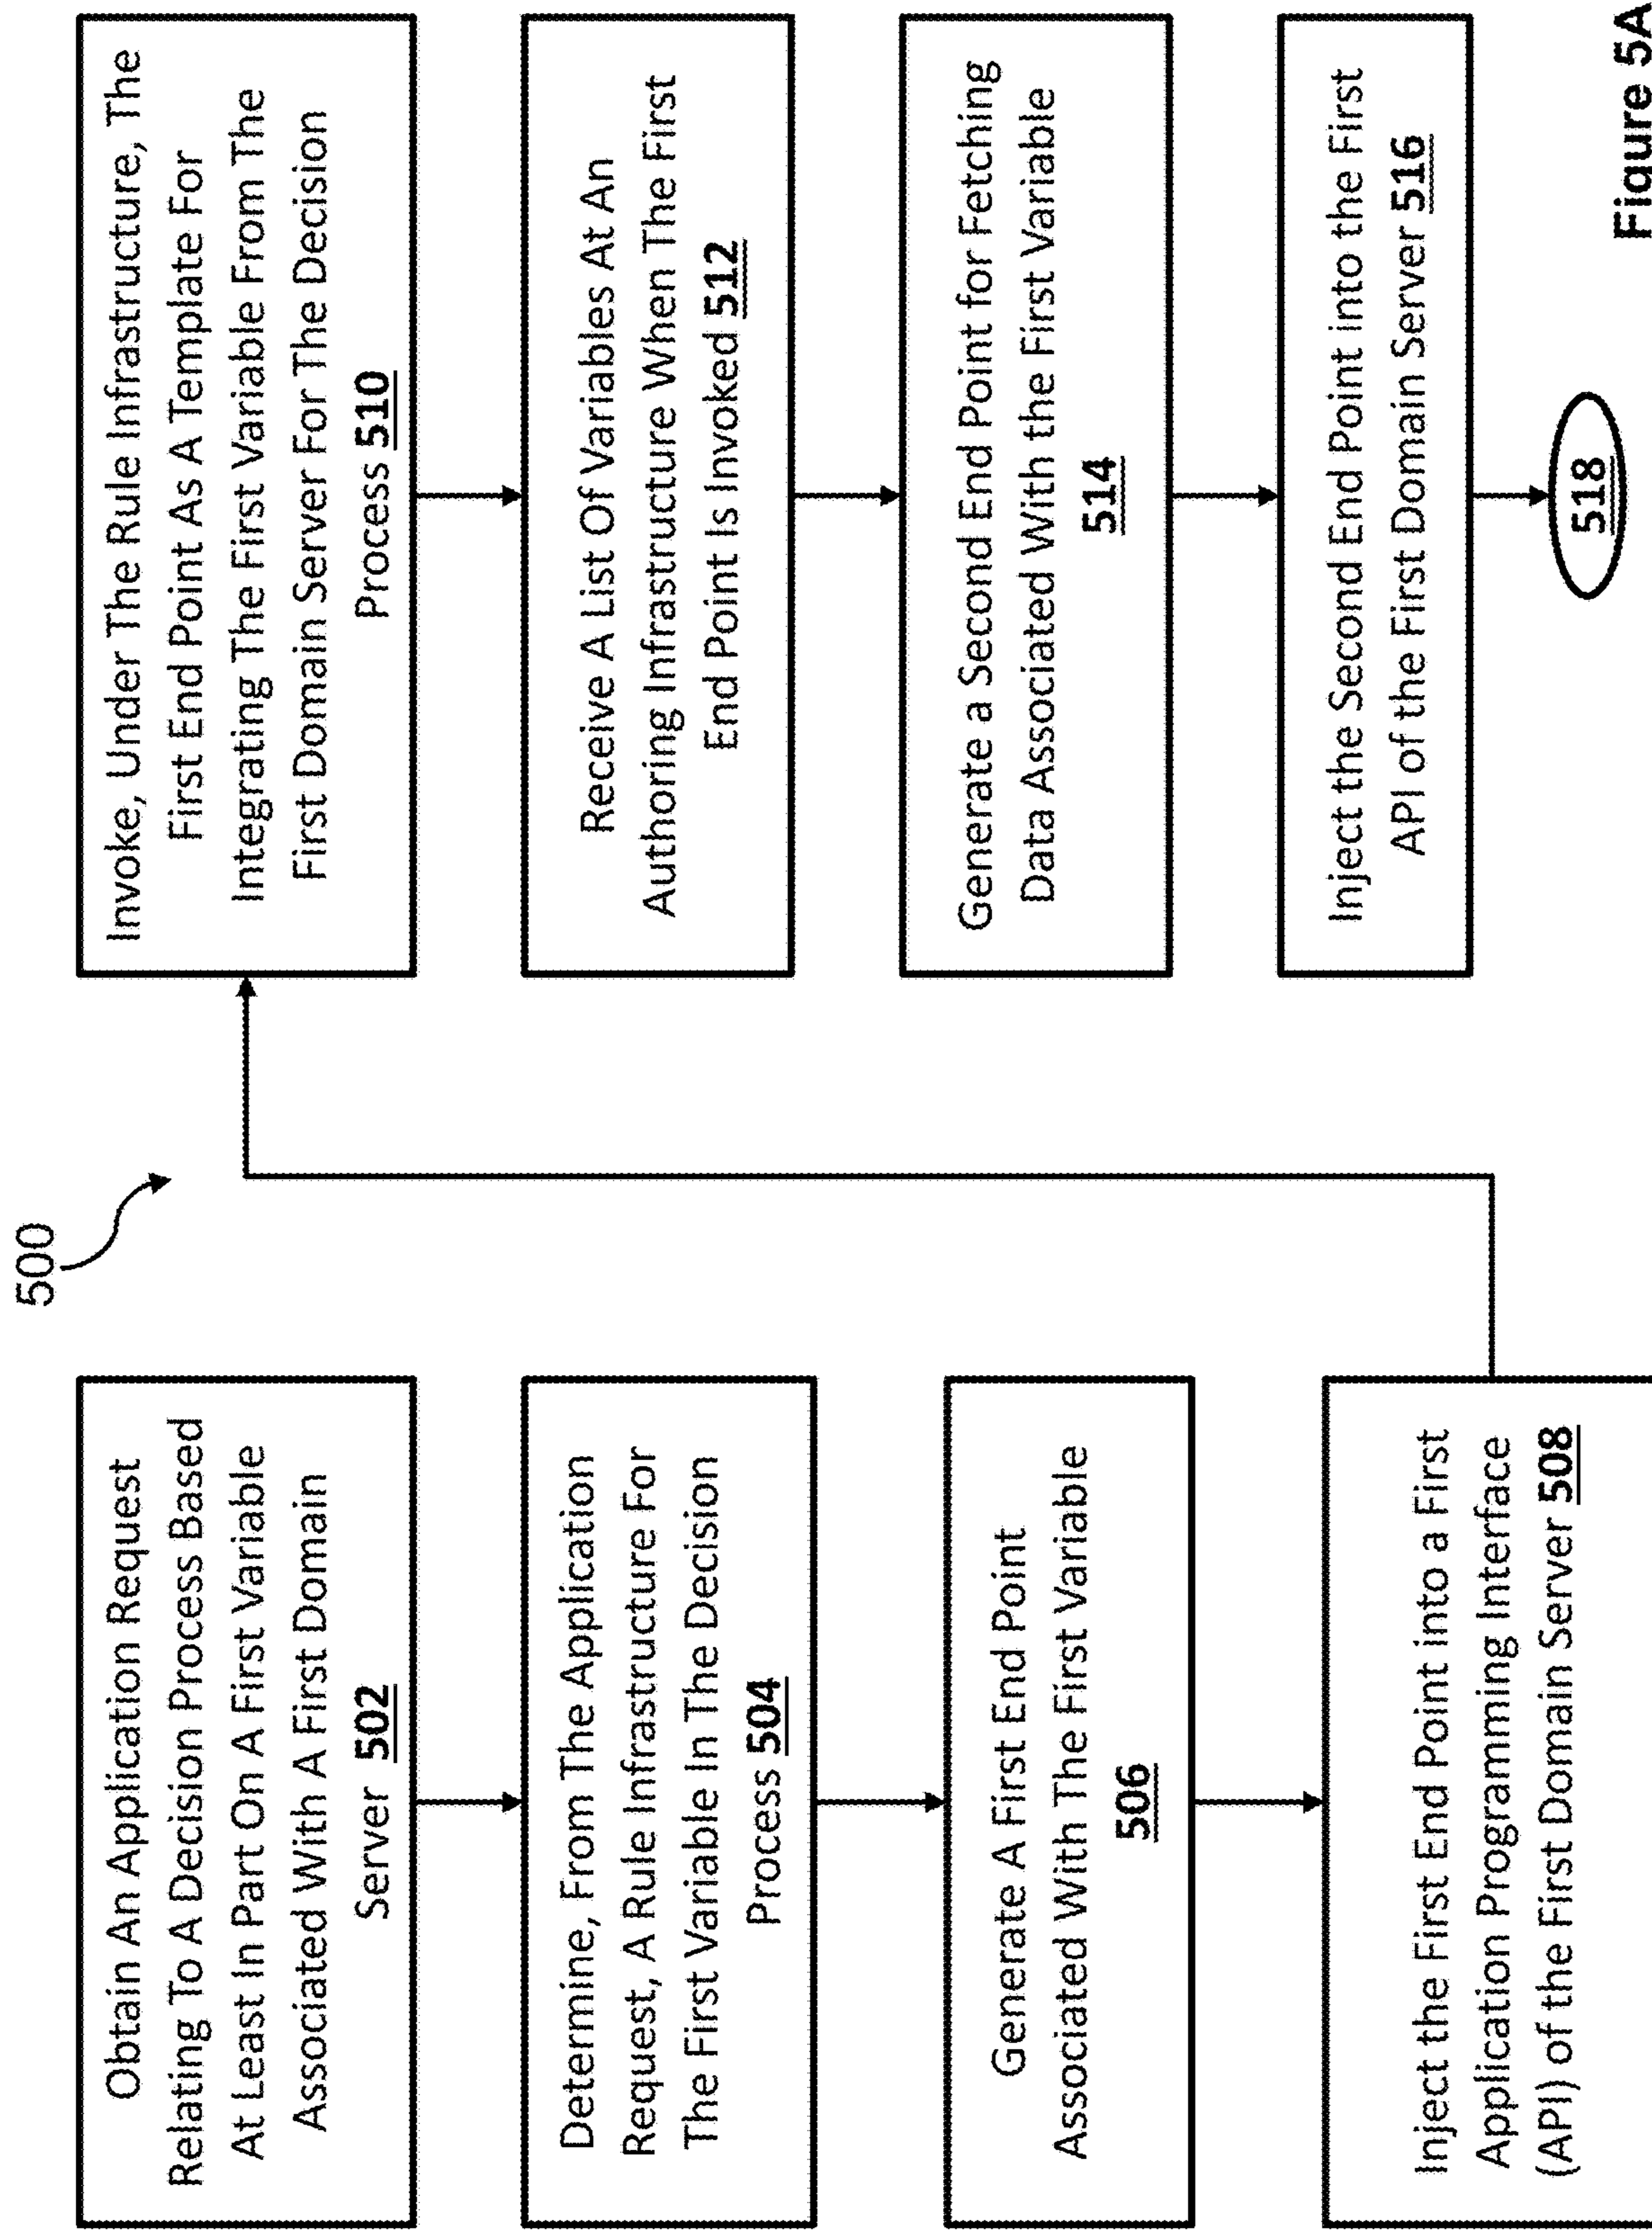 500
Obtain An Application Request
Relating To A Decision Process Based
At Least In Part On A First Variable
Associated With A First Domain
Server 502
Determine, From The Application
Request, A Rule Infrastructure For
The First Variable In The Decision
Process 504
Generate A First End Point
Associated With The First Variable
506
Inject the First End Point into a First
Application Programming Interface
(API) of the First Domain Server 508
Invoke, Under The Rule Infrastructure, The
First End Point As A Template For
Integrating The First Variable From The
First Domain Server For The Decision
Process 510
Receive A List Of Variables At An
Authoring Infrastructure When The First
End Point Is Invoked 512
Generate a Second End Point for Fetching
Data Associated With the First Variable
514
Inject the Second End Point into the First
API of the First Domain Server 516
518
Figure 5A